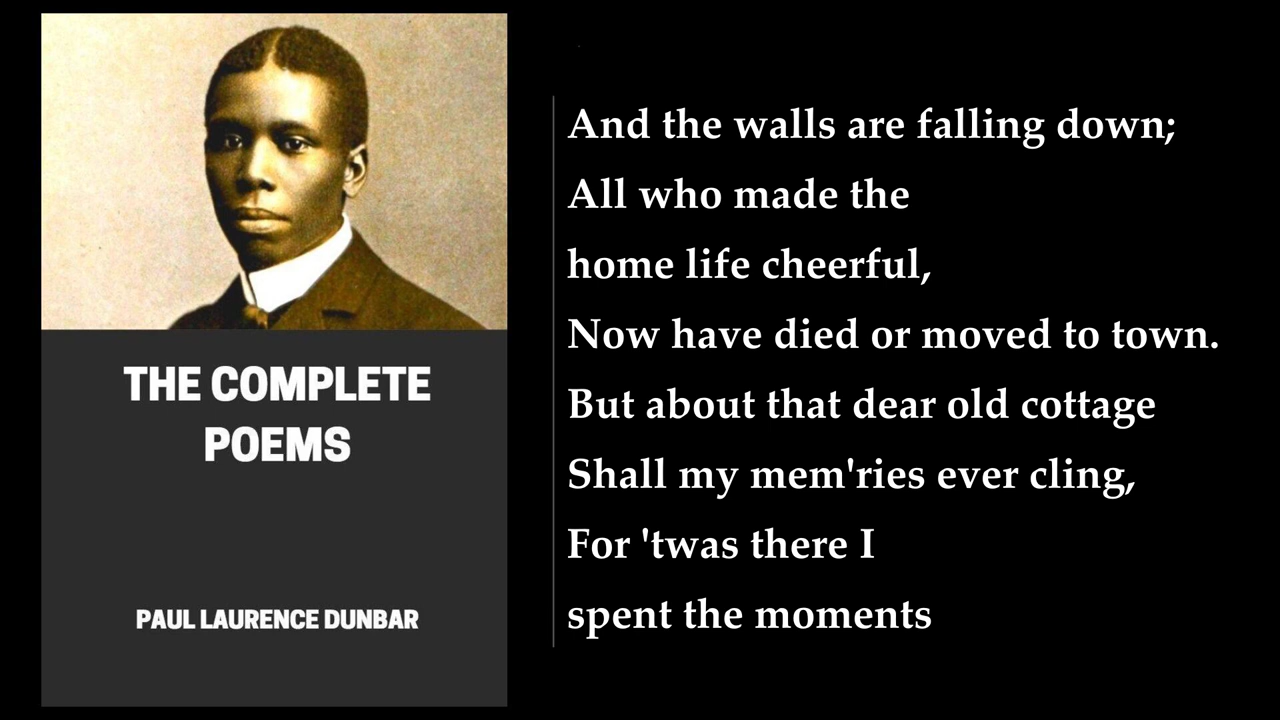 THE COMPLETE
POEMS
PAUL LAURENCE DUNBAR
And the walls are falling down;
All who made the
home life cheerful,
Now have died or moved to town.
But about that dear old cottage
Shall my mem'ries ever cling,
For 'twas there I
spent the moments